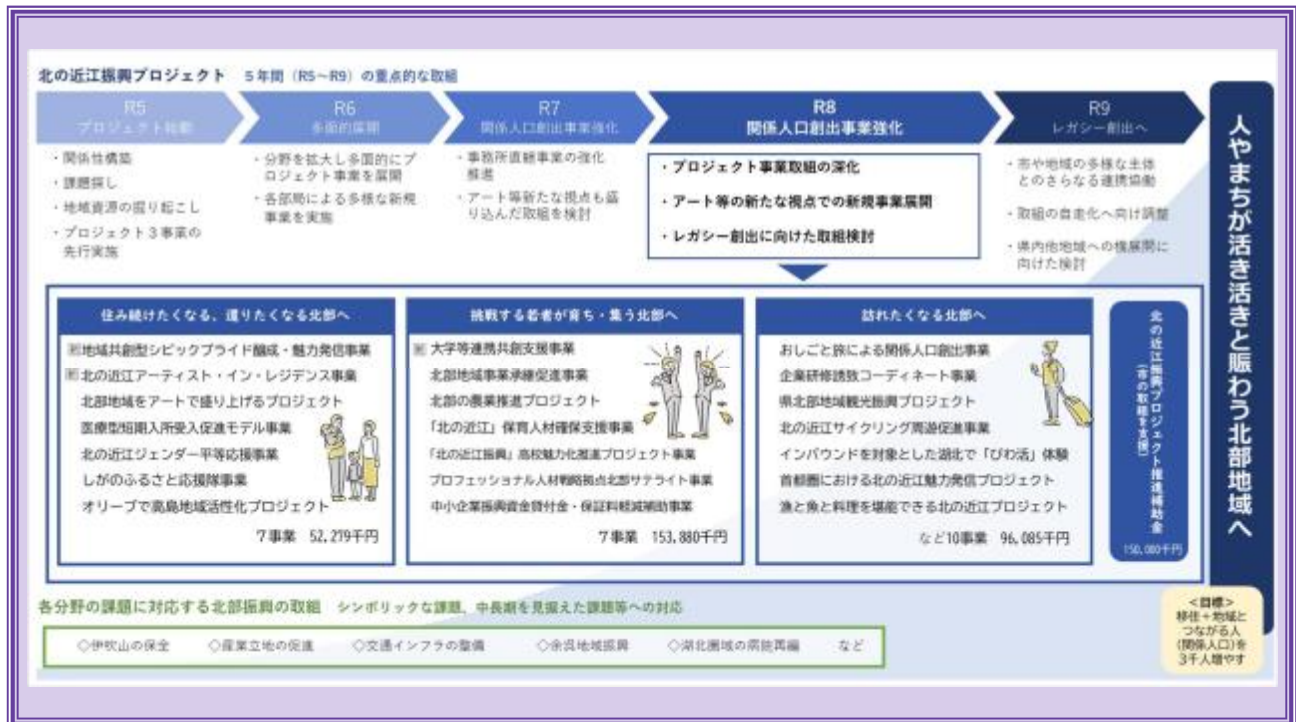 北の近江振興プロジェクト 5年間(R5~R9)の重点的な取組
R5
プロジェクト始動
・関係性構築
・課題探し
・地域資源の掘り起こし
・プロジェクト3事業の
先行実施
R6
多面的展開
・分野を拡大し多面的にプ
ロジェクト事業を展開
・各部局による多様な新規
事業を実施
R7
関係人口創出事業強化
・事務所直轄事業の強化
推進
・アート等新たな視点も盛
り込んだ取組を検討
R8
関係人口創出事業強化
・プロジェクト事業取組の深化
・アート等の新たな視点での新規事業展開
・レガシー創出に向けた取組検討
R9
レガシー創出へ
・市や地域の多様な主体
とのさらなる連携協働
・取組の自走化へ向け調整
・県内他地域への横展開に
向けた検討
人やまちが活き活きと賑わう北部地域へ
住み続けたくなる、還りたくなる北部へ
地域共創型シビックプライド醸成・魅力発信事業
北の近江アーティスト・イン・レジデンス事業
北部地域をアートで盛り上げるプロジェクト
医療型短期入所受入促進モデル事業
北の近江ジェンダー平等応援事業
しがのふるさと応援隊事業
オリーブで高島地域活性化プロジェクト
7事業 52,279千円
挑戦する若者が育ち・集う北部へ
大学等連携共創支援事業
北部地域事業承継促進事業
北部の農業推進プロジェクト
「北の近江」保育人材確保支援事業
「北の近江振興」高校魅力化推進プロジェクト事業
プロフェッショナル人材戦略拠点北部サテライト事業
中小企業振興資金貸付金・保証料軽減補助事業
7事業 153,880千円
訪れたくなる北部へ
おしごと旅による関係人口創出事業
企業研修誘致コーディネート事業
県北部地域観光振興プロジェクト
北の近江サイクリング周遊促進事業
インバウンドを対象とした湖北で「びわ活」体験
首都圏における北の近江魅力発信プロジェクト
漁と魚と料理を堪能できる北の近江プロジェクト
など10事業 96,085千円
北の近江振興プロジェクト推進補助金
(市の取組を支援)
150,000千円
各分野の課題に対応する北部振興の取組 シンボリックな課題、中長期を見据えた課題等への対応
◇伊吹山の保全 ◇産業立地の促進 ◇交通インフラの整備 ◇余呉地域振興 ◇湖北圏域の病院再編 など
<目標>
移住+地域と
つながる人
(関係人口)を
3千人増やす